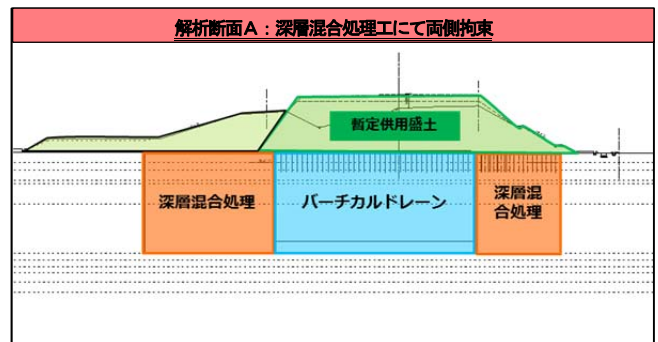 解析断面A：深層混合処理工にて両側拘束
暫定供用盛土
深層混合処理
バーチカルドレーン
深層混
合処理